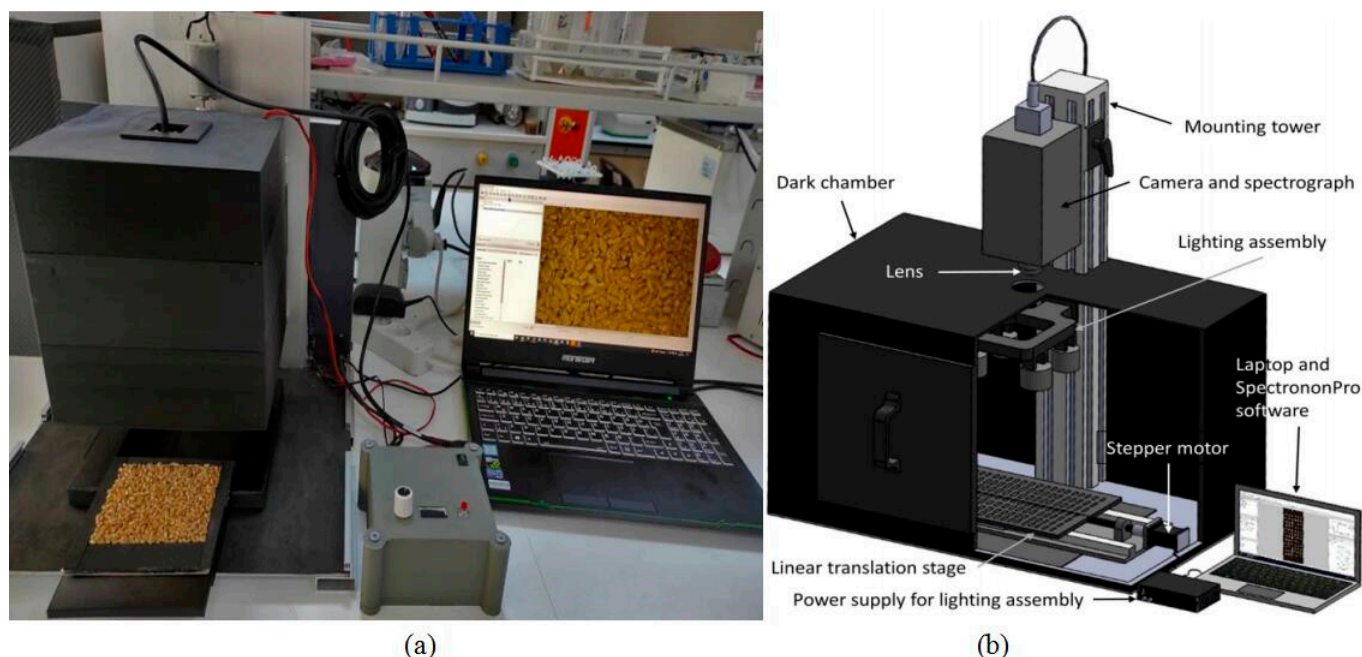 MONSTER
Mounting tower
Dark chamber
Camera and spectrograph
Lighting assembly
Lens
Laptop and
SpectrononPro
software
Stepper motor
Linear translation stage
Power supply for lighting assembly
(a)
(b)